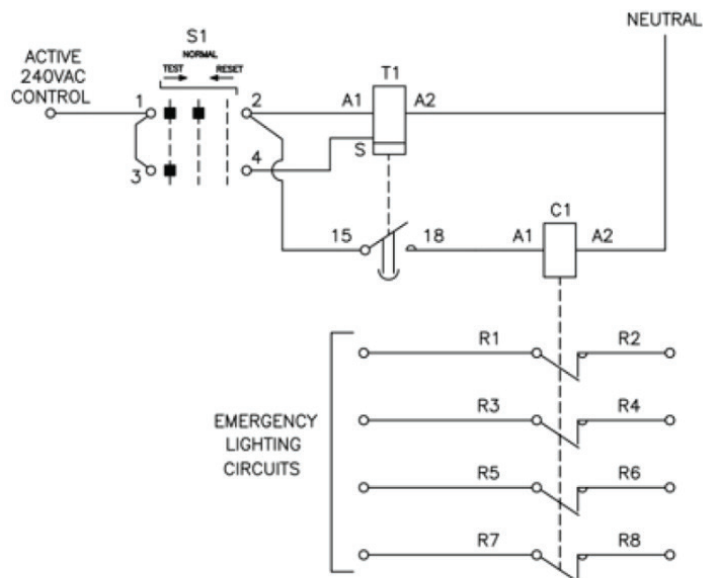 NEUTRAL
S1
NORMAL
TEST RESET
ACTIVE
240VAC
CONTROL
T1
1 2 A1 A2
S
3 4
C1
15 18 A1 A2
R1 R2
R3 R4
EMERGENCY
LIGHTING
CIRCUITS
R5 R6
R7 R8